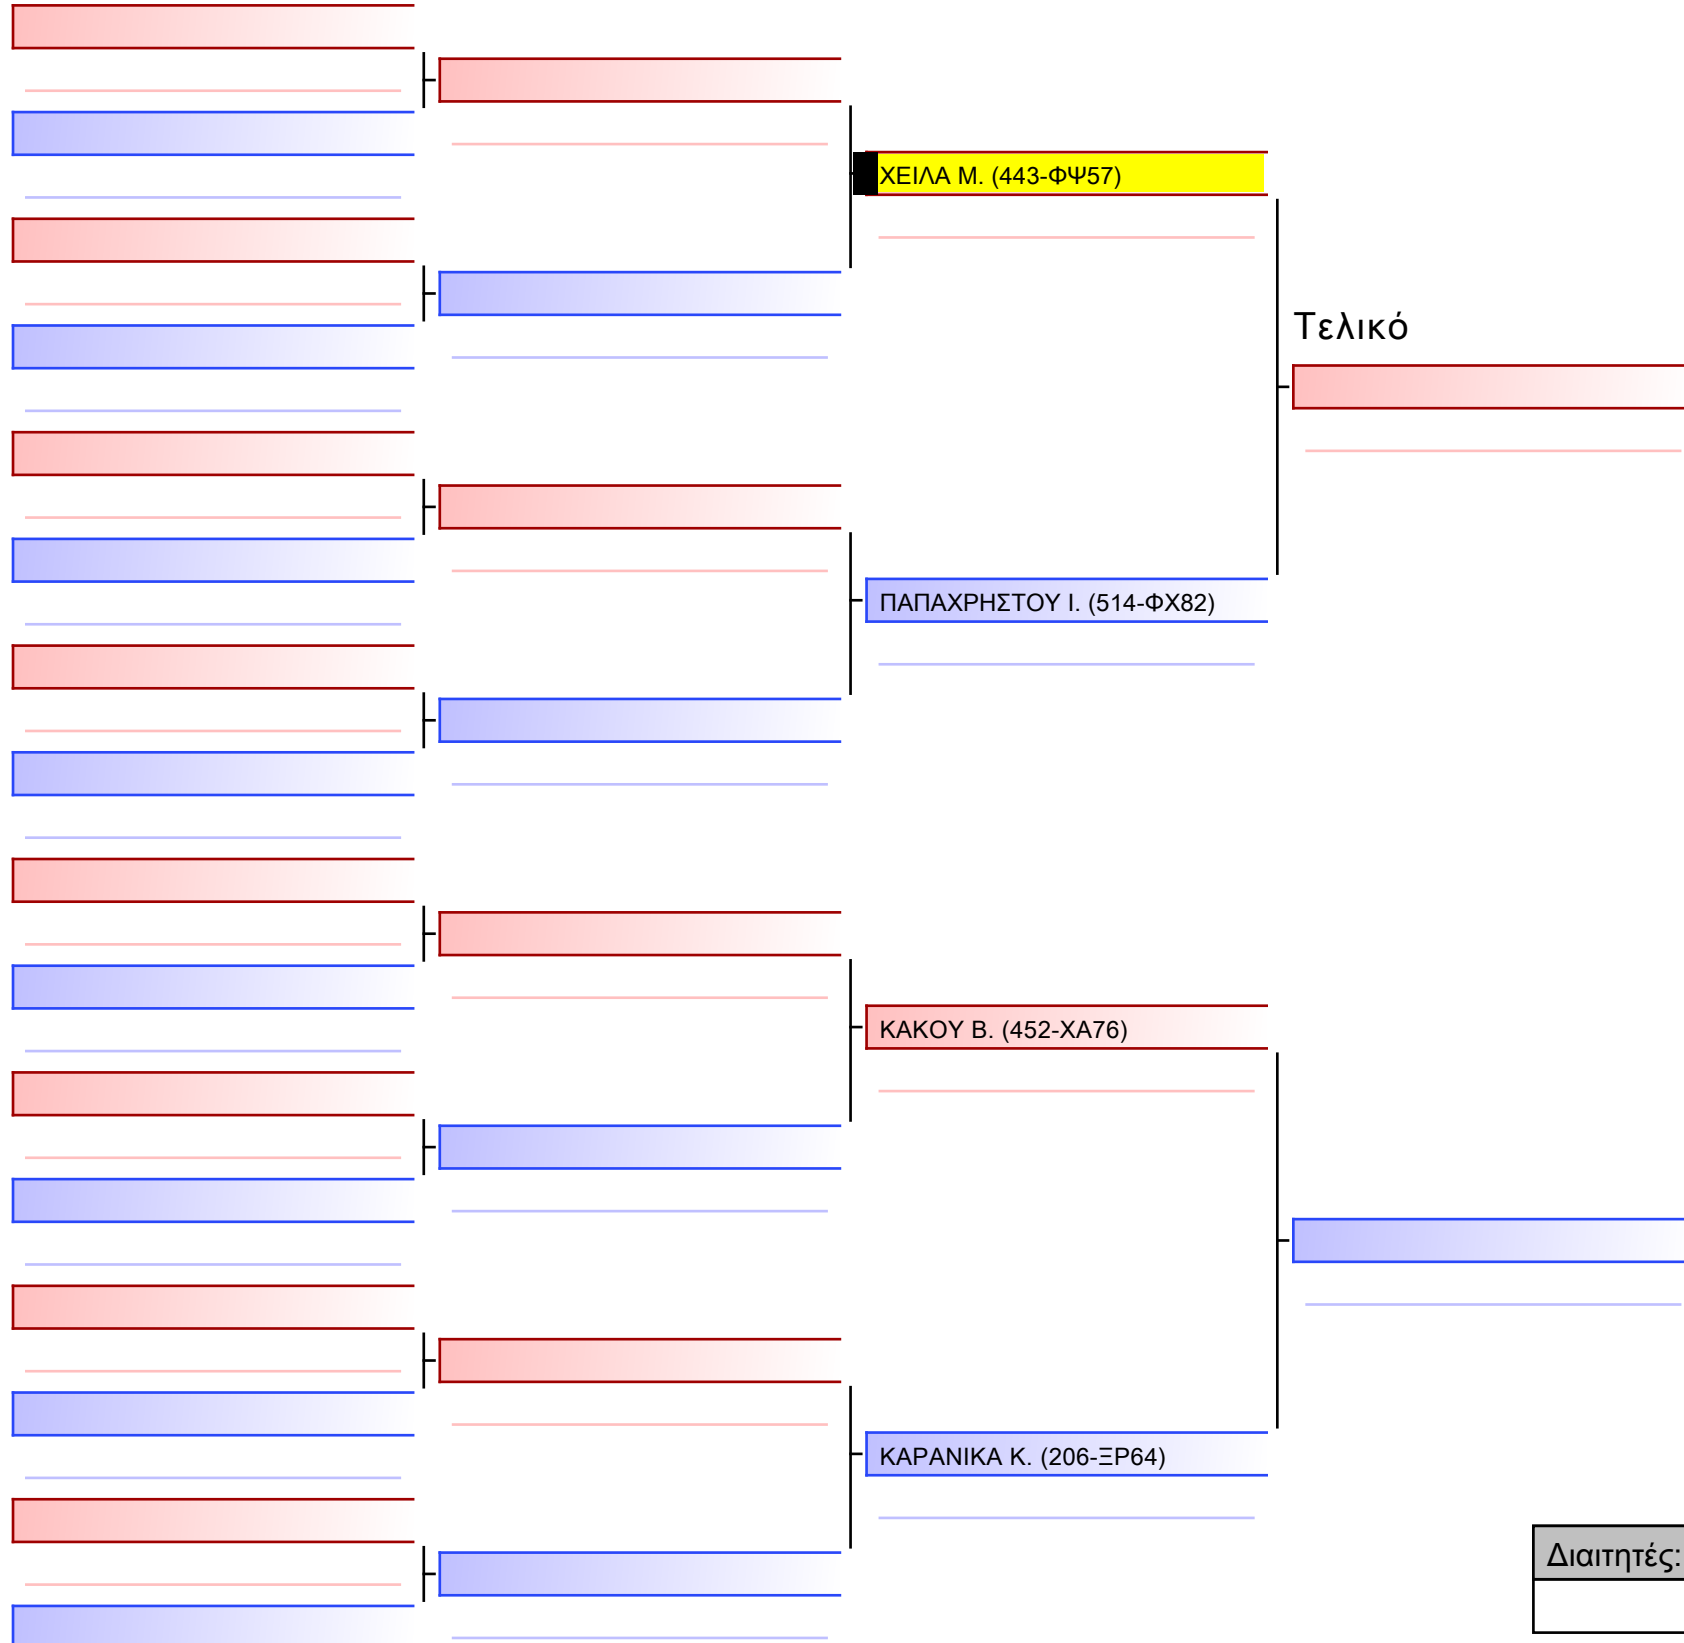 ΧΕΙΛΑ Μ. (443-ΦΨ57)
Τελικό
ΠΑΠΑΧΡΗΣΤΟΥ Ι. (514-ΦΧ82)
ΚΑΚΟΥ Β. (452-ΧΑ76)
ΚΑΡΑΝΙΚΑ Κ. (206-ΞΡ64)
Διαιτητές: